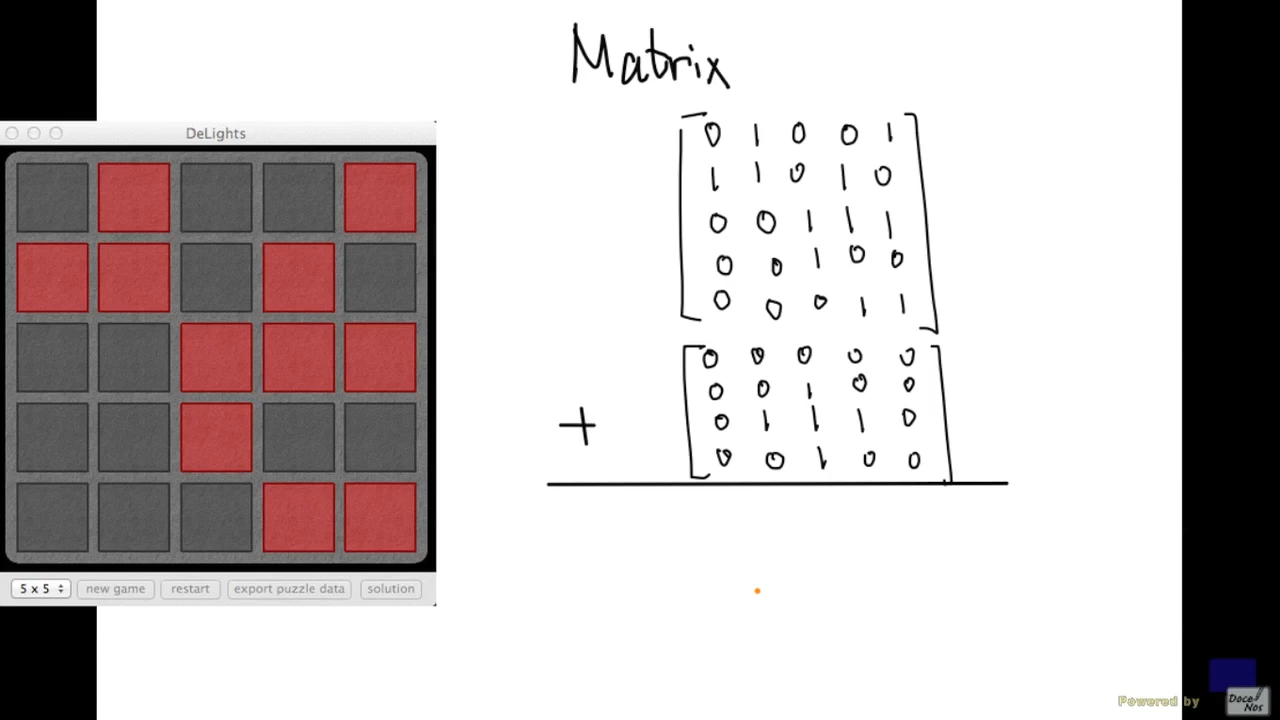 Matrix
DeLights
0 1 0 0 1
1 1 0 1 0
0 0 1 1 1
0 0 1 0 0
0 0 0 1 1
0 0 0 0 0
0 0 1 0 0
+ 0 1 1 1 0
0 0 1 0 0
5 x 5 new game restart export puzzle data solution
Powered by Doce Nos